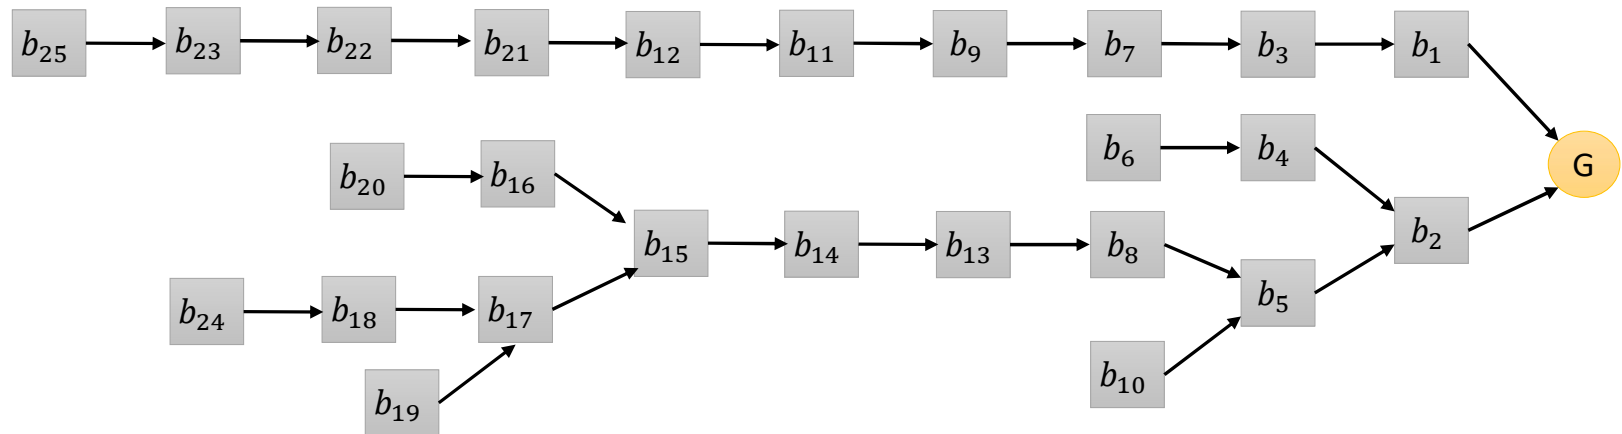 b₂₅ b₂₃ b₂₂ b₂₁ b₁₂ b₁₁ b₉ b₇ b₃ b₁
b₆ b₄
G
b₂₀ b₁₆
b₁₅ b₁₄ b₁₃ b₈ b₂
b₂₄ b₁₈ b₁₇ b₅
b₁₉ b₁₀